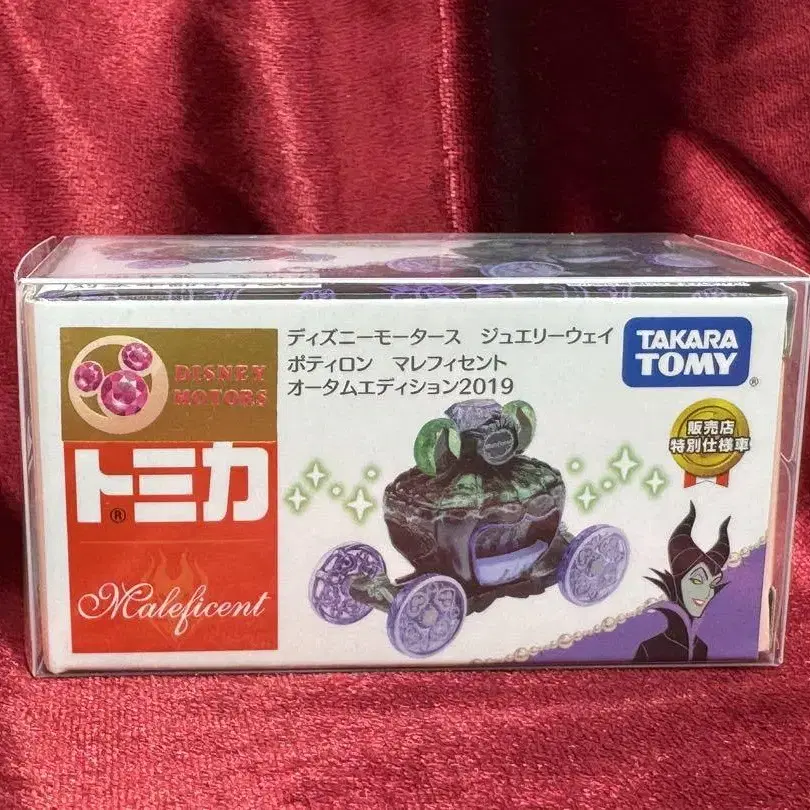 DISNEY
MOTORS
ディズニーモータース ジュエリーウェイ
ポティロン マレフィセント
オータムエディション2019
TAKARA
TOMY®
トミカ®
Maleficent
販売店
特別仕様車